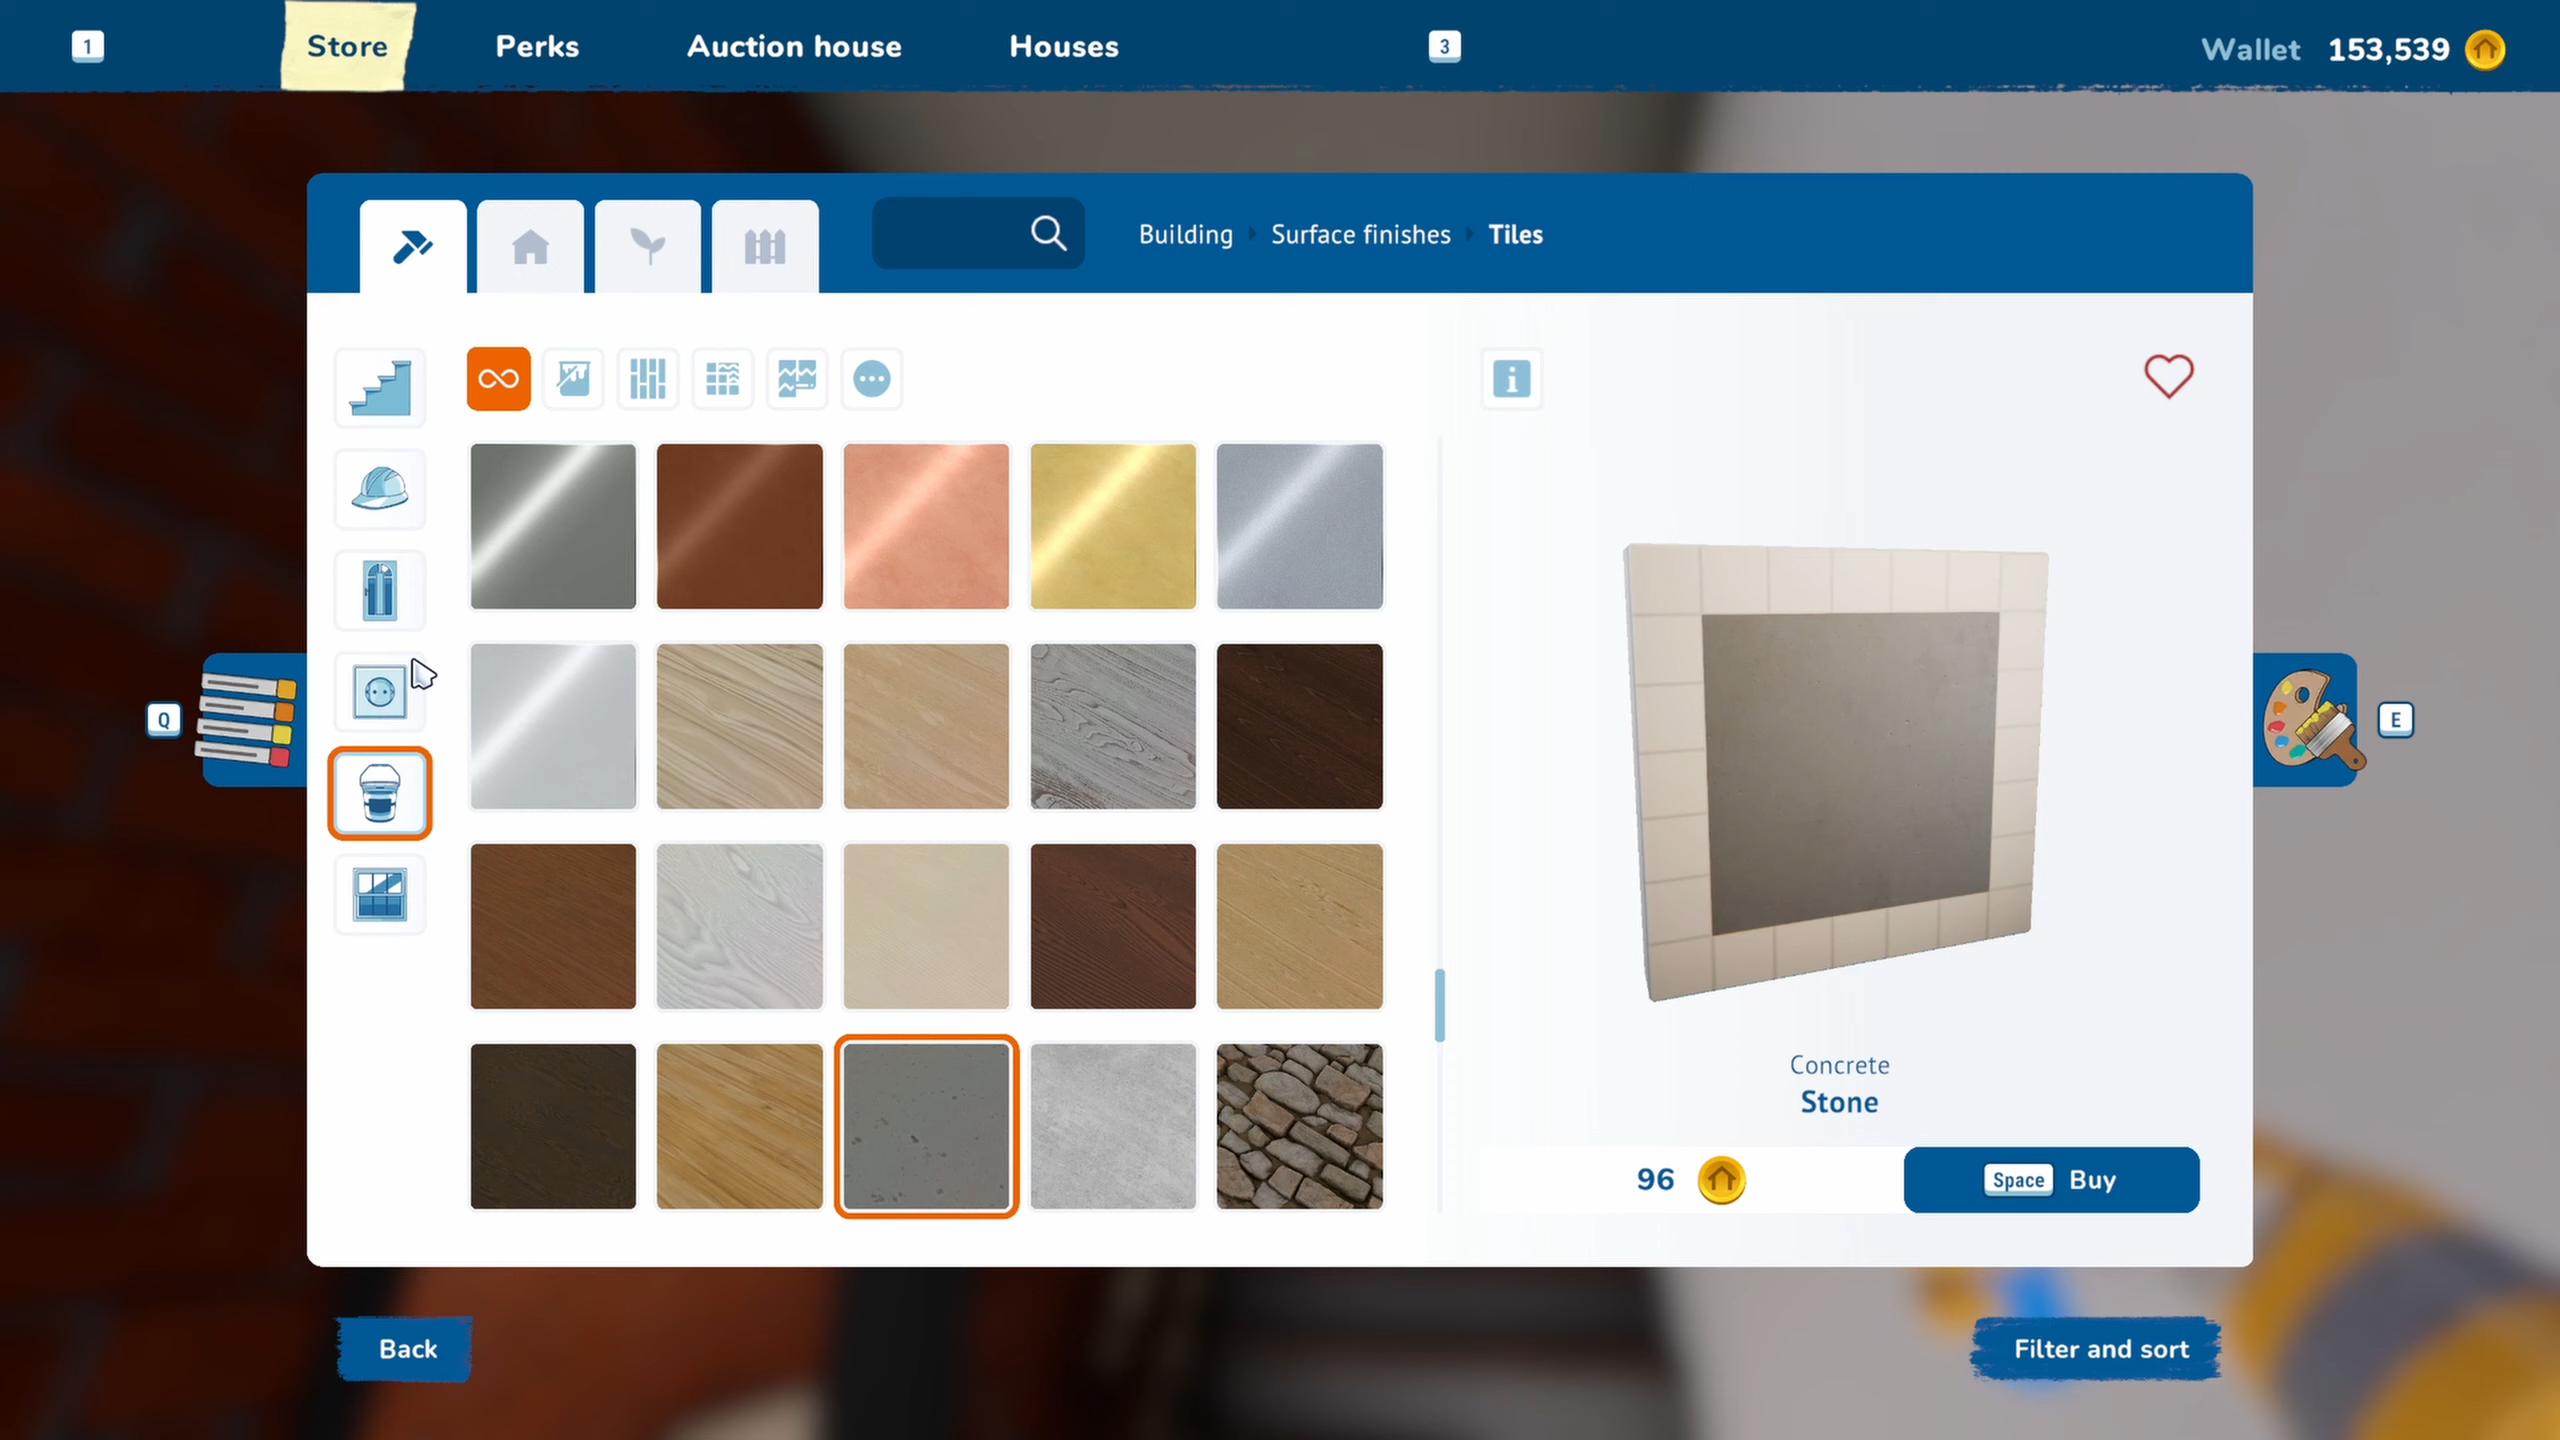 1
Store
Perks
Auction house
Houses
3
Wallet 153,539
Building
Surface finishes
Tiles
Q
E
Concrete
Stone
96
Space Buy
Back
Filter and sort